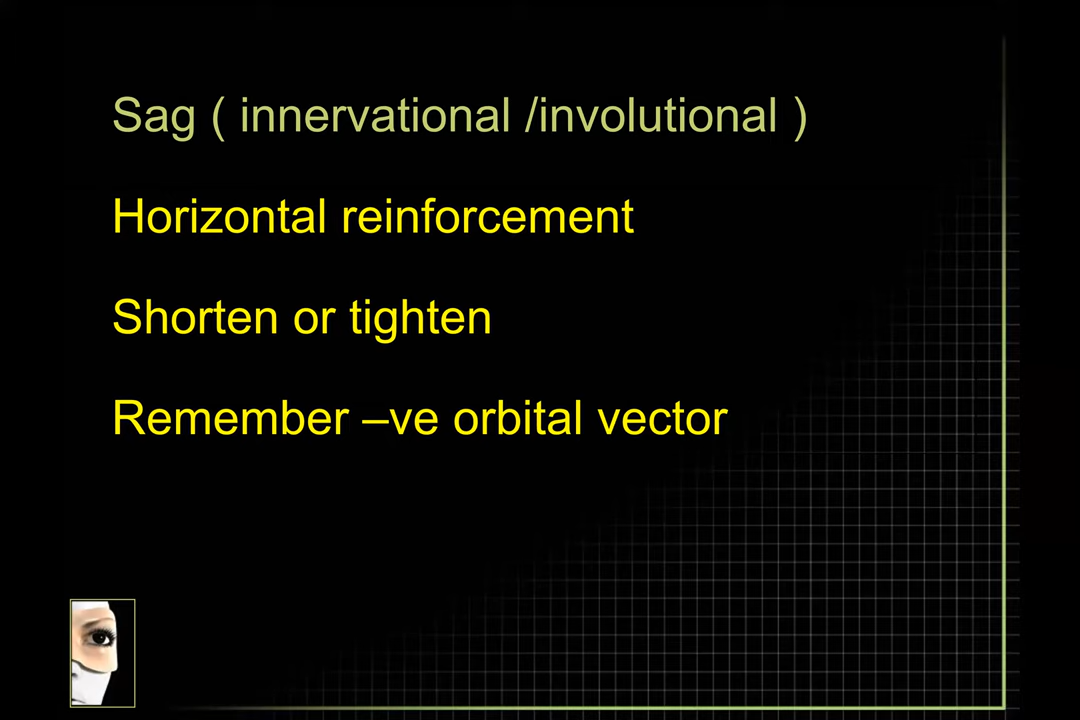 Sag ( innervational /involutional )
Horizontal reinforcement
Shorten or tighten
Remember –ve orbital vector